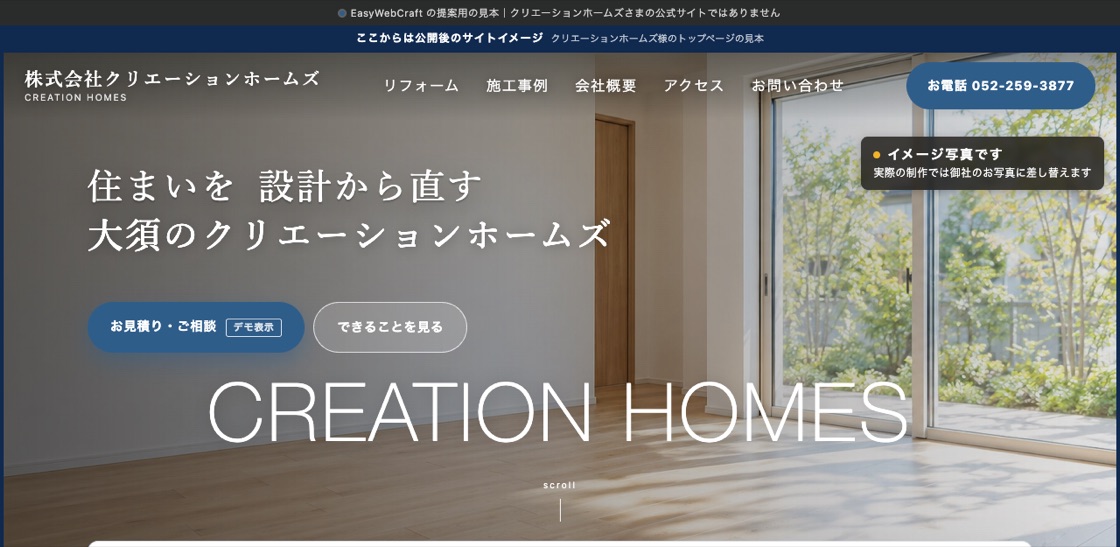 EasyWebCraft の提案用の見本｜クリエーションホームズさまの公式サイトではありません
ここからは公開後のサイトイメージ クリエーションホームズ様のトップページの見本
株式会社クリエーションホームズ
CREATION HOMES
リフォーム 施工事例 会社概要 アクセス お問い合わせ
お電話 052-259-3877
イメージ写真です
実際の制作では御社のお写真に差し替えます
住まいを 設計から直す
大須のクリエーションホームズ
お見積り・ご相談 デモ表示
できることを見る
CREATION HOMES
scroll